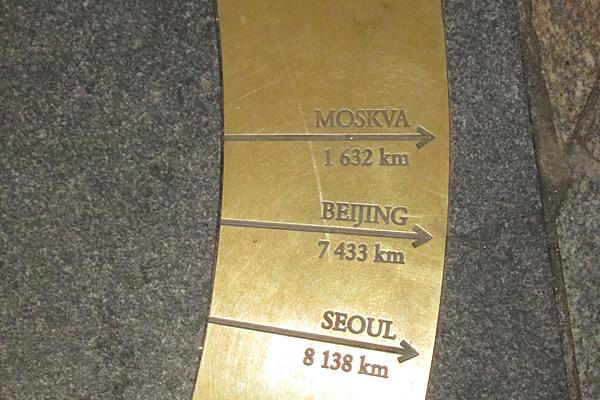 MOSKVA
1 632 km
BEIJING
7 433 km
SEOUL
8 138 km